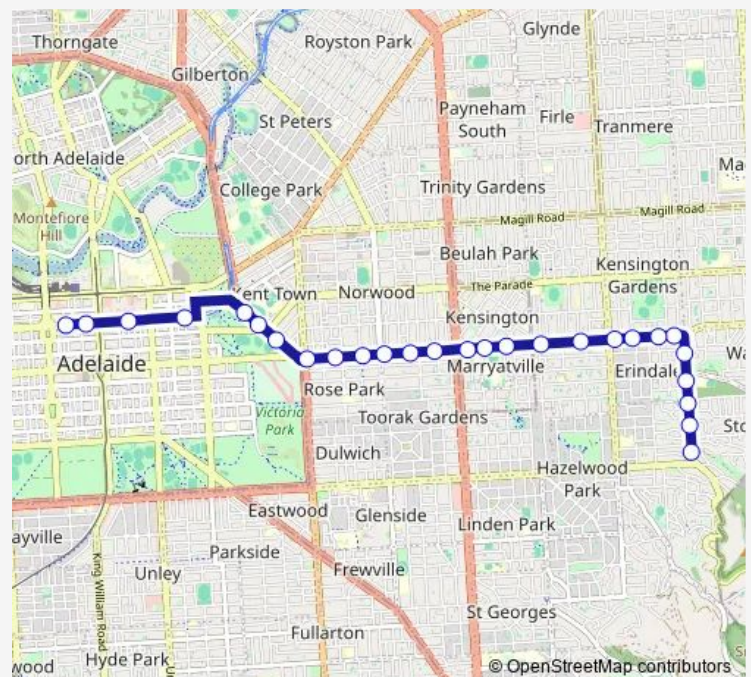 Thorngate
Royston Park
Glynde
Gilberton
Payneham
South
Firle
Tranmere
St Peters
orth Adelaide
Ma
College Park
Trinity Gardens
Montefiore
Hill
Magill Road
Magill Road
Beulah Park
Kensington
Gardens
The Parade
Kent Town
Norwood
Kensington
Adelaide
Marryatville
Erindale
Wa
Rose Park
Victoria
Park
Toorak Gardens
Sto
Dulwich
Hazelwood
Park
Eastwood
Glenside
Linden Park
ayville
King William Road
Parkside
Unley
Frewville
St Georges
Fullarton
wood
Hyde Park
© OpenStreetMap contributors